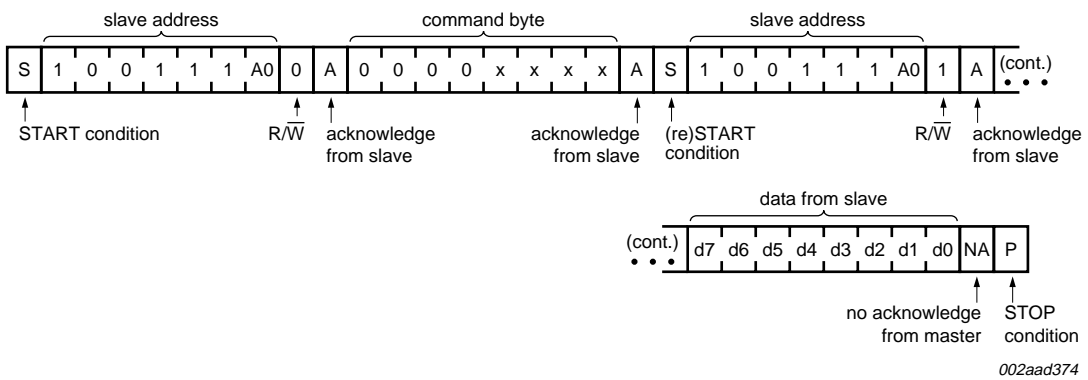 slave address command byte slave address
S 1 0 0 1 1 1 A0 0 A 0 0 0 0 x x x x A S 1 0 0 1 1 1 A0 1 A (cont.)
START condition R/W̅ acknowledge from slave acknowledge from slave (re)START condition R/W̅ acknowledge from slave
data from slave
(cont.) d7 d6 d5 d4 d3 d2 d1 d0 NA P
no acknowledge from master STOP condition
002aad374